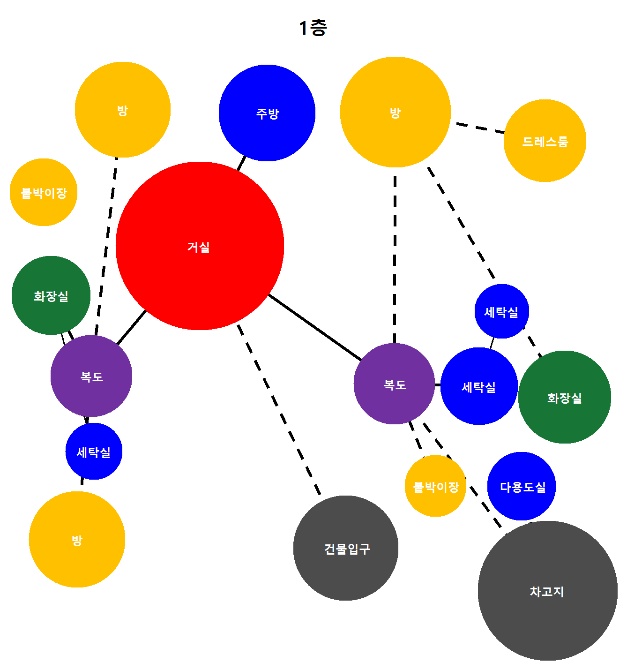 1층
방
주방
방
드레스룸
붙박이장
거실
화장실
세탁실
복도
복도
세탁실
화장실
세탁실
붙박이장
다용도실
방
건물입구
차고지